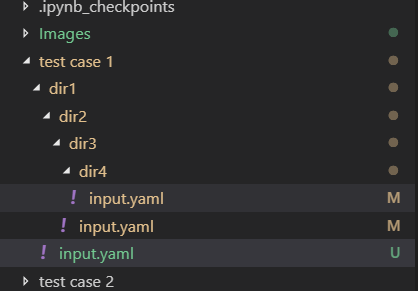 .ipynb_checkpoints
Images
test case 1
dir1
dir2
dir3
dir4
! input.yaml M
! input.yaml M
! input.yaml U
test case 2